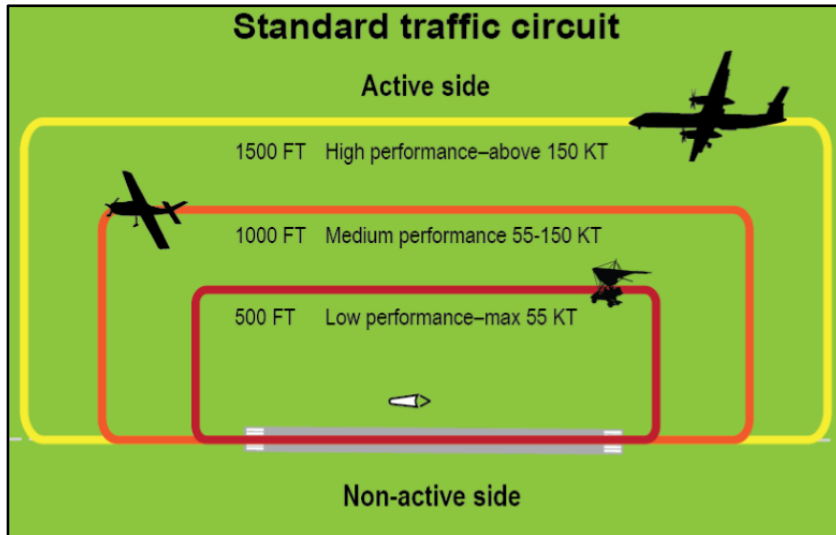 Standard traffic circuit
Active side
1500 FT High performance–above 150 KT
1000 FT Medium performance 55-150 KT
500 FT Low performance–max 55 KT
Non-active side